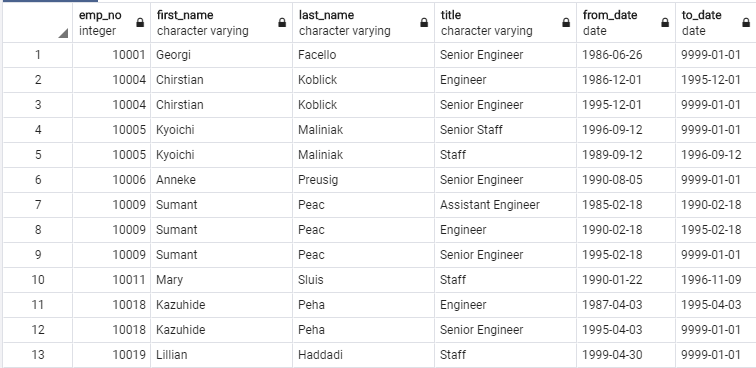 emp_no first_name last_name title from_date to_date
integer character varying character varying character varying date date
1 10001 Georgi Facello Senior Engineer 1986-06-26 9999-01-01
2 10004 Chirstian Koblick Engineer 1986-12-01 1995-12-01
3 10004 Chirstian Koblick Senior Engineer 1995-12-01 9999-01-01
4 10005 Kyoichi Maliniak Senior Staff 1996-09-12 9999-01-01
5 10005 Kyoichi Maliniak Staff 1989-09-12 1996-09-12
6 10006 Anneke Preusig Senior Engineer 1990-08-05 9999-01-01
7 10009 Sumant Peac Assistant Engineer 1985-02-18 1990-02-18
8 10009 Sumant Peac Engineer 1990-02-18 1995-02-18
9 10009 Sumant Peac Senior Engineer 1995-02-18 9999-01-01
10 10011 Mary Sluis Staff 1990-01-22 1996-11-09
11 10018 Kazuhide Peha Engineer 1987-04-03 1995-04-03
12 10018 Kazuhide Peha Senior Engineer 1995-04-03 9999-01-01
13 10019 Lillian Haddadi Staff 1999-04-30 9999-01-01